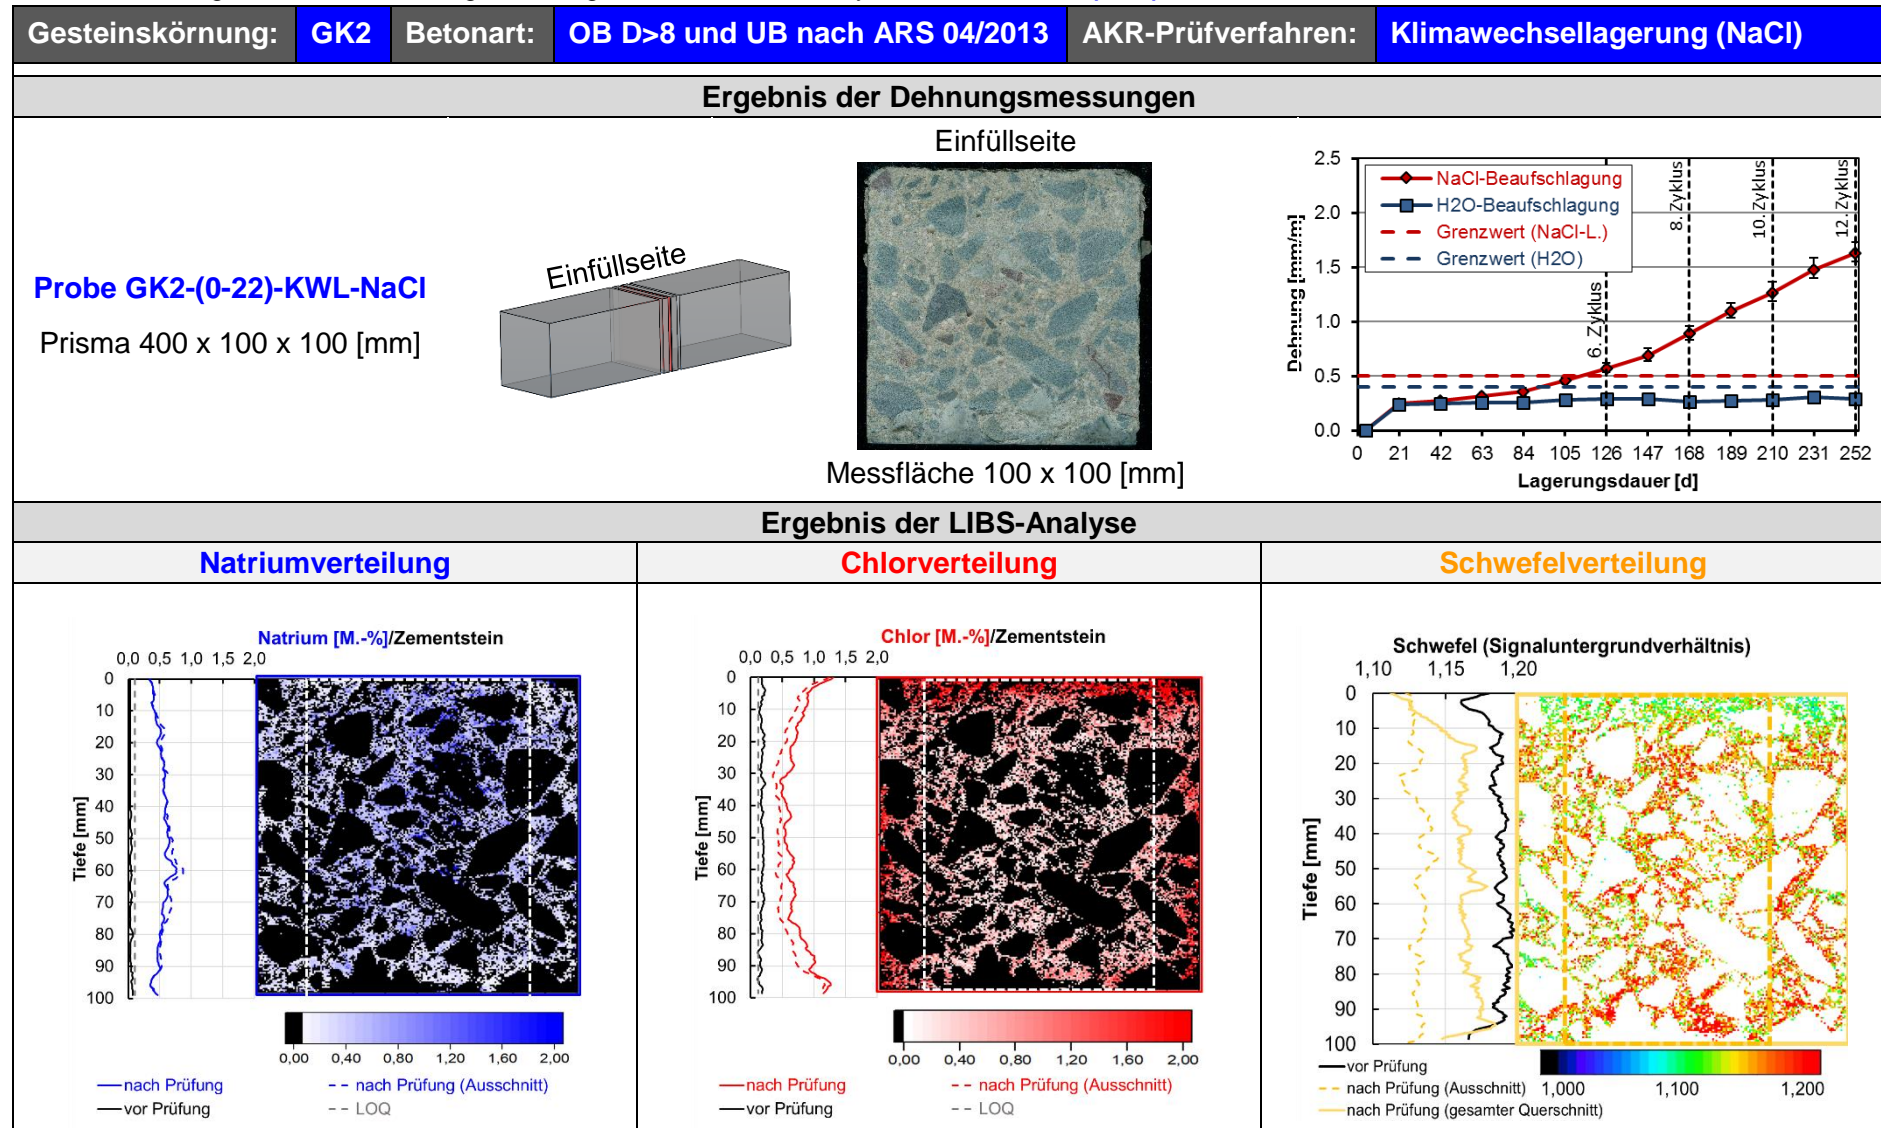 Gesteinskörnung: GK2 Betonart: OB D>8 und UB nach ARS 04/2013 AKR-Prüfverfahren: Klimawechsellagerung (NaCl)
Ergebnis der Dehnungsmessungen
Probe GK2-(0-22)-KWL-NaCl
Prisma 400 x 100 x 100 [mm]
Einfüllseite
Einfüllseite
Messfläche 100 x 100 [mm]
Dehnung [mm/m]
2.5
2.0
1.5
1.0
0.5
0.0
NaCl-Beaufschlagung
H2O-Beaufschlagung
Grenzwert (NaCl-L.)
Grenzwert (H2O)
6. Zyklus
8. Zyklus
10. Zyklus
12. Zyklus
0 21 42 63 84 105 126 147 168 189 210 231 252
Lagerungsdauer [d]
Ergebnis der LIBS-Analyse
Natriumverteilung
Chlorverteilung
Schwefelverteilung
Natrium [M.-%]/Zementstein
0,0 0,5 1,0 1,5 2,0
Tiefe [mm]
0
10
20
30
40
50
60
70
80
90
100
0,00 0,40 0,80 1,20 1,60 2,00
nach Prüfung
nach Prüfung (Ausschnitt)
vor Prüfung
LOQ
Chlor [M.-%]/Zementstein
0,0 0,5 1,0 1,5 2,0
Tiefe [mm]
0
10
20
30
40
50
60
70
80
90
100
0,00 0,40 0,80 1,20 1,60 2,00
nach Prüfung
nach Prüfung (Ausschnitt)
vor Prüfung
LOQ
Schwefel (Signaluntergrundverhältnis)
1,10 1,15 1,20
Tiefe [mm]
0
10
20
30
40
50
60
70
80
90
100
vor Prüfung
nach Prüfung (Ausschnitt)
nach Prüfung (gesamter Querschnitt)
1,000 1,100 1,200